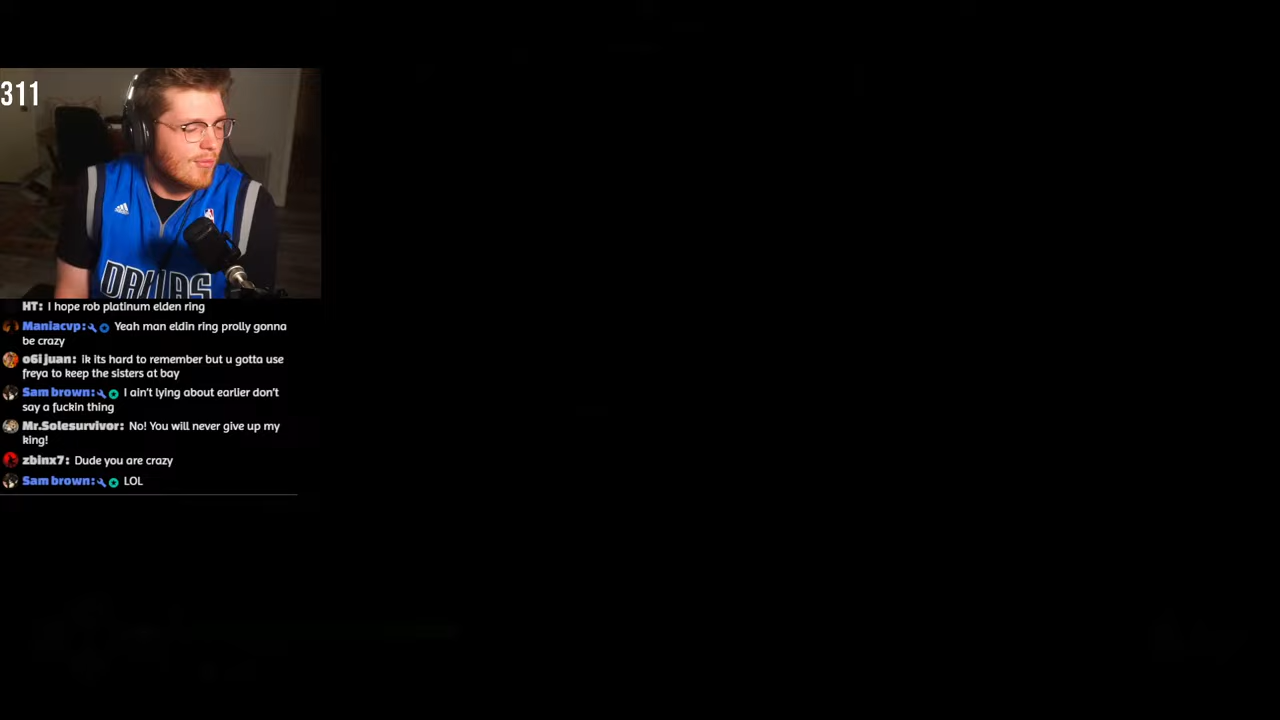 311
DALLAS
HT: I hope rob platinum elden ring
Maniacvp: Yeah man eldin ring prolly gonna
be crazy
o6i juan: ik its hard to remember but u gotta use
freya to keep the sisters at bay
Sam brown: I ain't lying about earlier don't
say a fuckin thing
Mr.Solesurvivor: No! You will never give up my
king!
zbinx7: Dude you are crazy
Sam brown: LOL